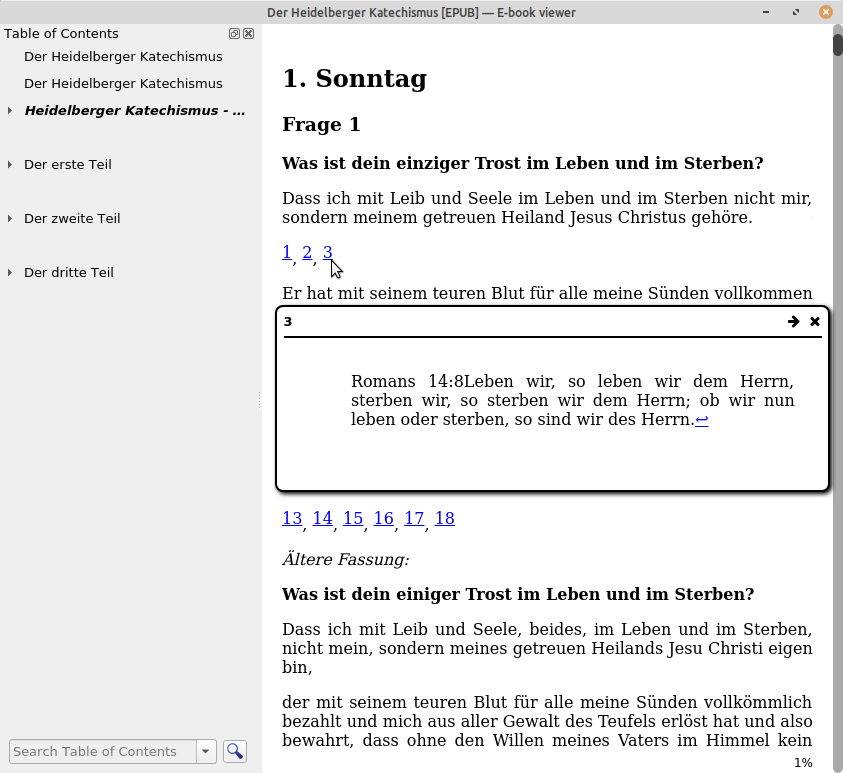 Der Heidelberger Katechismus [EPUB] — E-book viewer
Table of Contents
Der Heidelberger Katechismus
Der Heidelberger Katechismus
Heidelberger Katechismus - ...
Der erste Teil
Der zweite Teil
Der dritte Teil
Search Table of Contents
1. Sonntag
Frage 1
Was ist dein einziger Trost im Leben und im Sterben?
Dass ich mit Leib und Seele im Leben und im Sterben nicht mir,
sondern meinem getreuen Heiland Jesus Christus gehöre.
1, 2, 3
Er hat mit seinem teuren Blut für alle meine Sünden vollkommen
3
Romans 14:8Leben wir, so leben wir dem Herrn,
sterben wir, so sterben wir dem Herrn; ob wir nun
leben oder sterben, so sind wir des Herrn.↩
13, 14, 15, 16, 17, 18
Ältere Fassung:
Was ist dein einiger Trost im Leben und im Sterben?
Dass ich mit Leib und Seele, beides, im Leben und im Sterben,
nicht mein, sondern meines getreuen Heilands Jesu Christi eigen
bin,
der mit seinem teuren Blut für alle meine Sünden vollkömmlich
bezahlt und mich aus aller Gewalt des Teufels erlöst hat und also
bewahrt, dass ohne den Willen meines Vaters im Himmel kein
1%